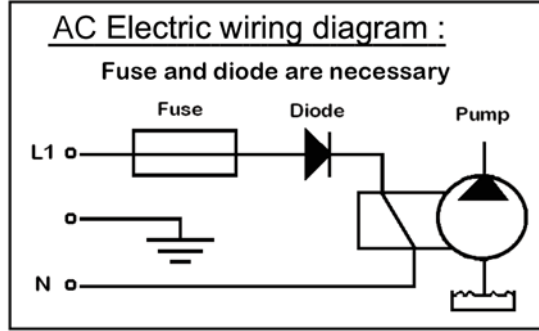 AC Electric wiring diagram :
Fuse and diode are necessary
Fuse
Diode
Pump
L1
N